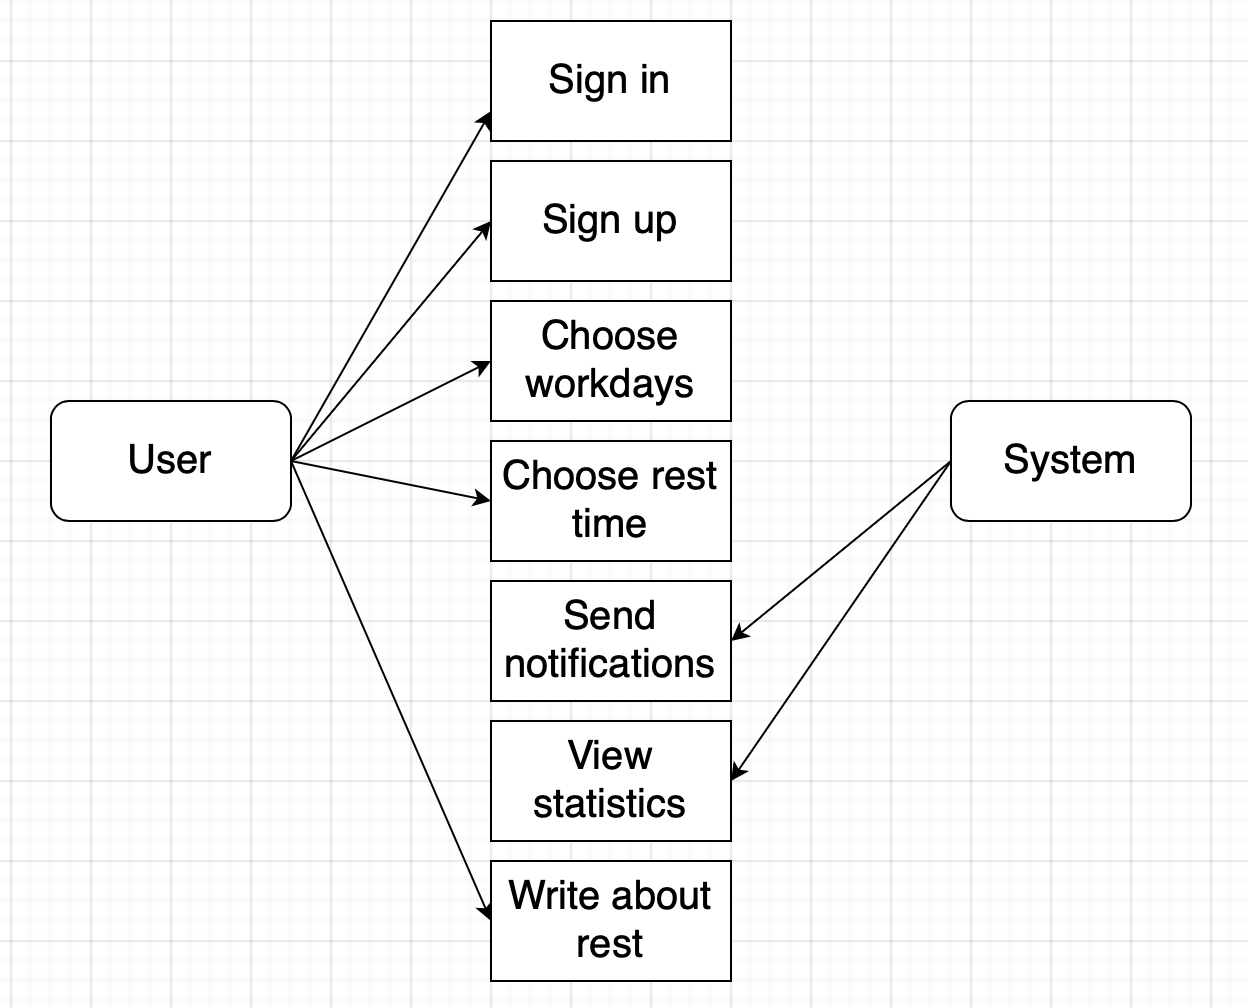 Sign in
Sign up
Choose
workdays
User
System
Choose rest
time
Send
notifications
View
statistics
Write about
rest